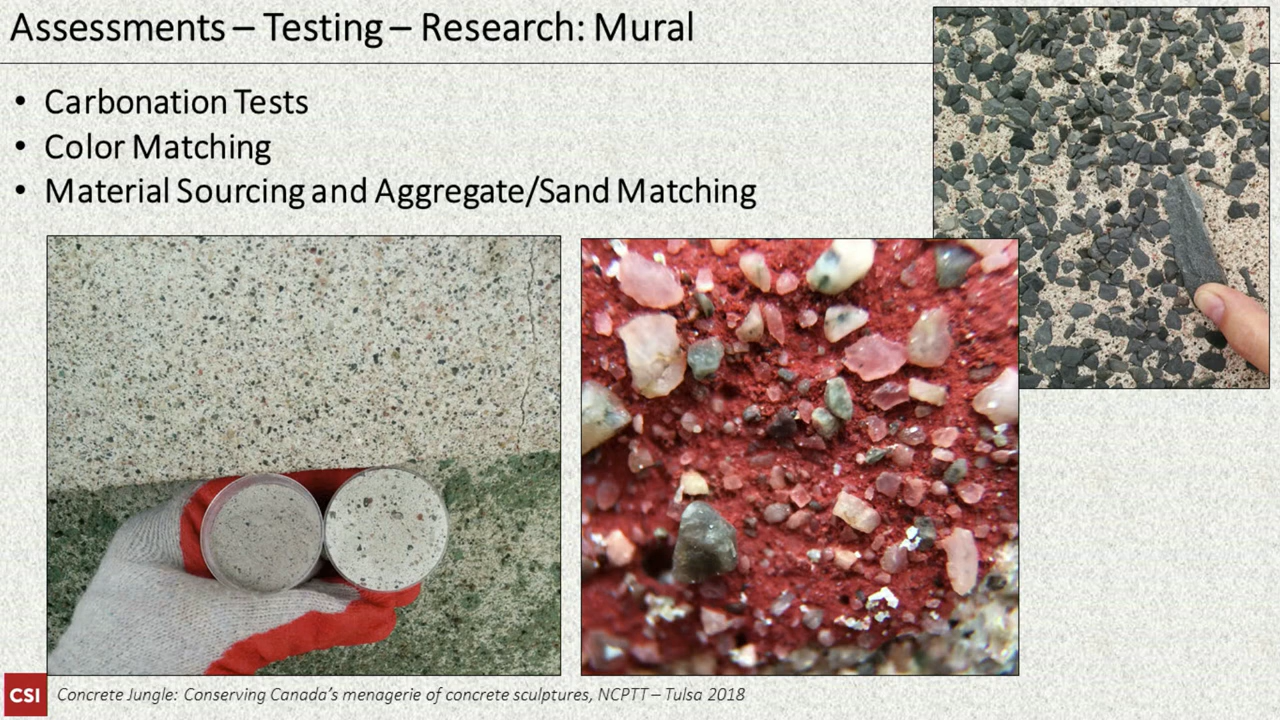 Assessments – Testing – Research: Mural
• Carbonation Tests
• Color Matching
• Material Sourcing and Aggregate/Sand Matching
CSI
Concrete Jungle: Conserving Canada's menagerie of concrete sculptures, NCPTT – Tulsa 2018